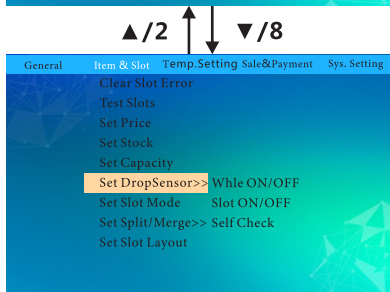 ▲/2 ▼/8
General Item & Slot Temp.Setting Sale&Payment Sys. Setting
Clear Slot Error
Test Slots
Set Price
Set Stock
Set Capacity
Set DropSensor>> Whle ON/OFF
Set Slot Mode Slot ON/OFF
Set Split/Merge>> Self Check
Set Slot Layout